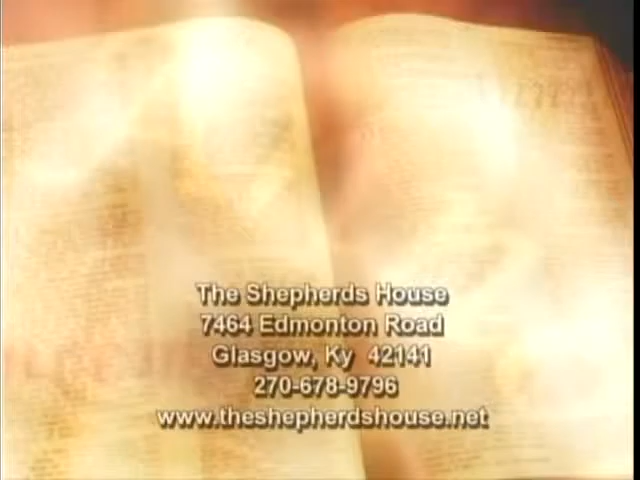 The Shepherds House
7464 Edmonton Road
Glasgow, Ky  42141
270-678-9796
www.theshepherdshouse.net